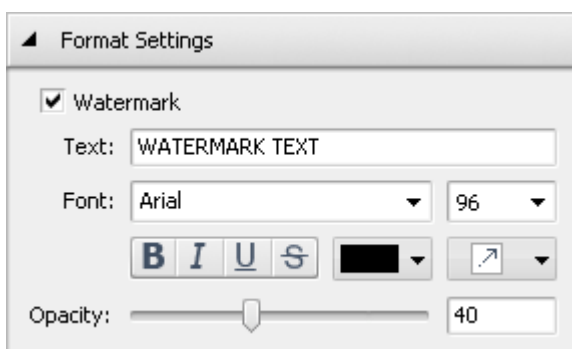 Format Settings
Watermark
Text: WATERMARK TEXT
Font: Arial 96
B I U S
Opacity: 40